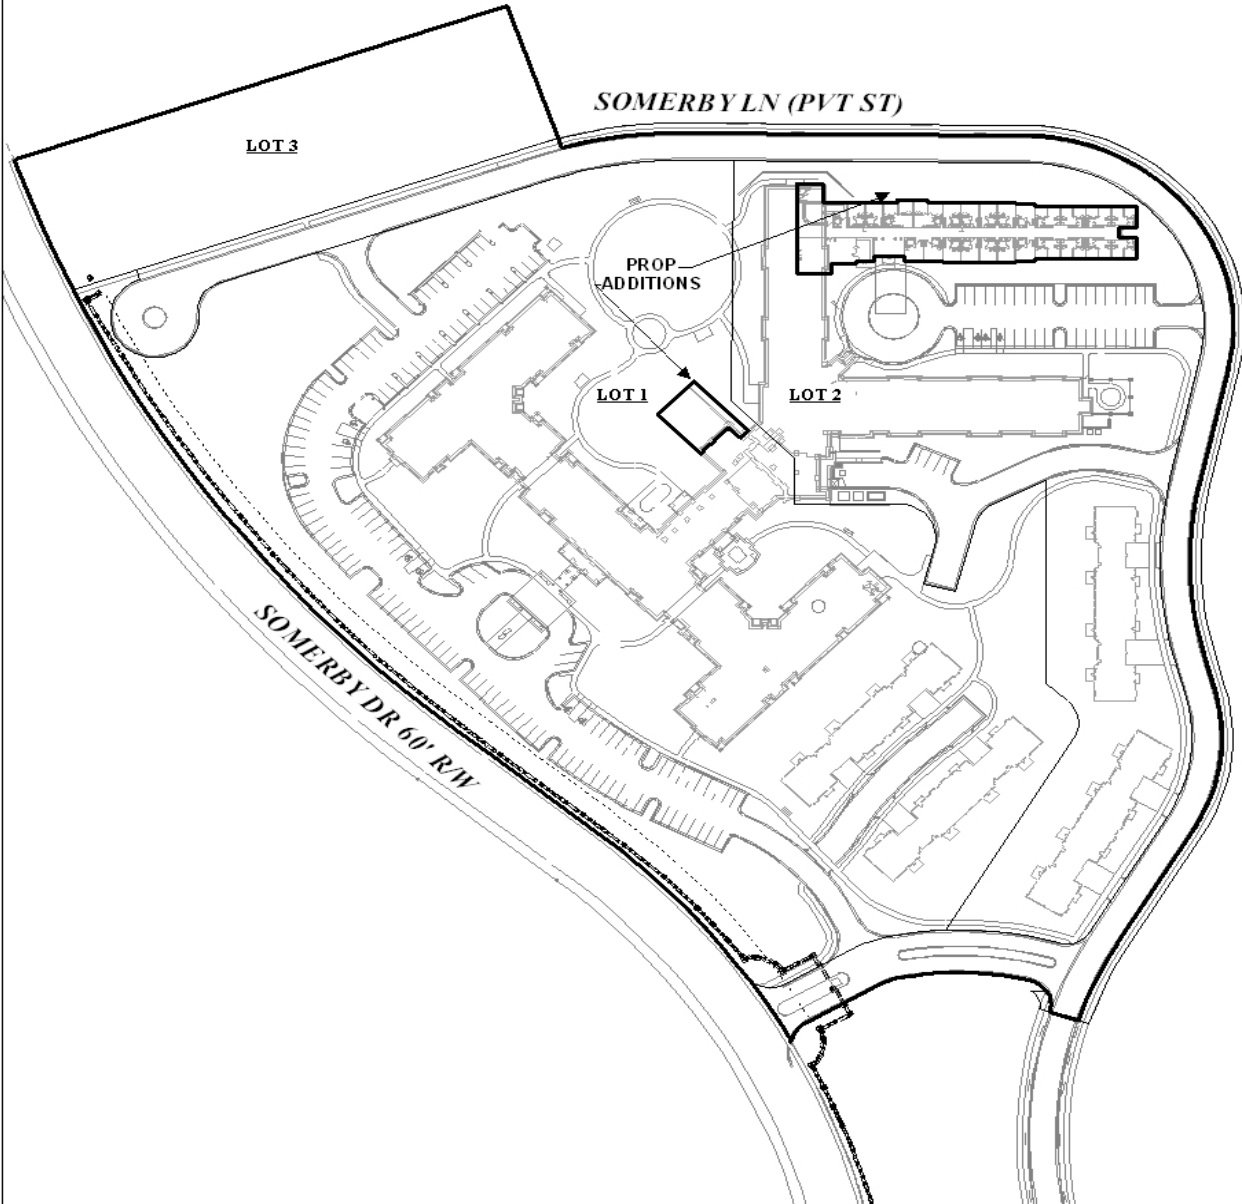 SOMERBY LN (PVT ST)
LOT 3
PROP
ADDITIONS
LOT 1
LOT 2
SOMERBY DR 60' R/W